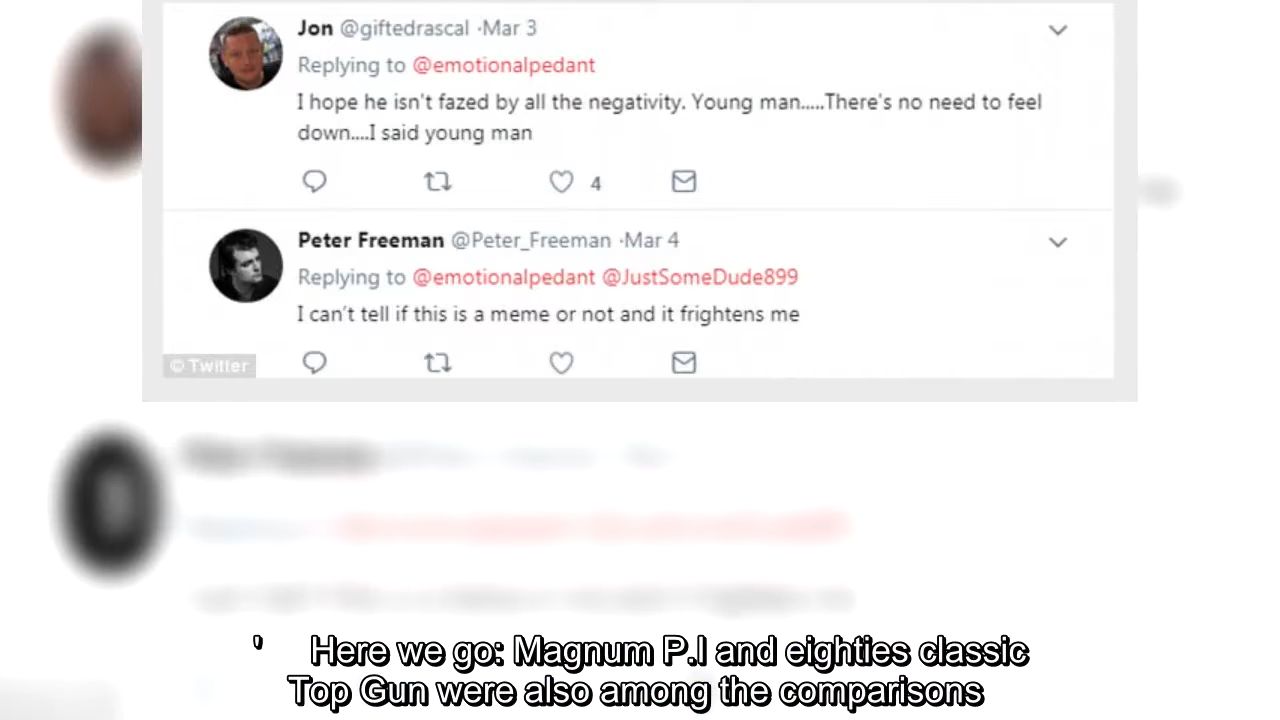 Jon @giftedrascal ·Mar 3
Replying to @emotionalpedant
I hope he isn't fazed by all the negativity. Young man.....There's no need to feel
down....I said young man
4
Peter Freeman @Peter_Freeman ·Mar 4
Replying to @emotionalpedant @JustSomeDude899
I can't tell if this is a meme or not and it frightens me
© Twitter
' Here we go: Magnum P.I and eighties classic
Top Gun were also among the comparisons